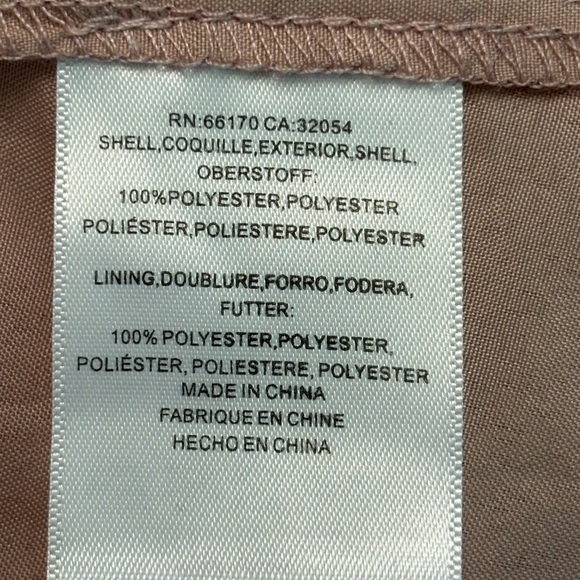 RN:66170 CA:32054
SHELL,COQUILLE,EXTERIOR,SHELL,
OBERSTOFF:
100%POLYESTER,POLYESTER
POLIÉSTER,POLIESTERE,POLYESTER
LINING,DOUBLURE,FORRO,FODERA,
FUTTER:
100% POLYESTER,POLYESTER,
POLIÉSTER, POLIESTERE, POLYESTER
MADE IN CHINA
FABRIQUE EN CHINE
HECHO EN CHINA